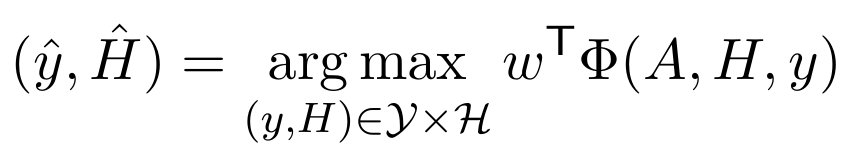 (ŷ, Ĥ) = arg max wᵀΦ(A, H, y)
(y,H)∈𝒴×ℋ